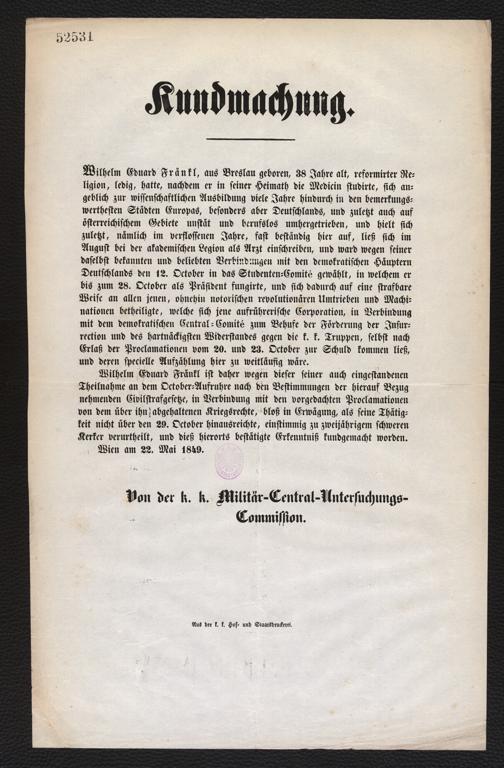 52531
Kundmachung.
Wilhelm Eduard Fränkl, aus Breslau geboren, 38 Jahre alt, reformirter Re-
ligion, ledig, hatte, nachdem er in seiner Heimath die Medicin studirte, sich an-
geblich zur wissenschaftlichen Ausbildung viele Jahre hindurch in den bemerkungs-
werthesten Städten Europas, besonders aber Deutschlands, und zuletzt auch auf
österreichischem Gebiete unstät und berufslos umhergetrieben, und hielt sich
zuletzt, nämlich im verflossenen Jahre, fast beständig hier auf, ließ sich im
August bei der akademischen Legion als Arzt einschreiben, und ward wegen seiner
daselbst bekannten und beliebten Verbindungen mit den demokratischen Häuptern
Deutschlands den 12. October in das Studenten-Comité gewählt, in welchem er
bis zum 28. October als Präsident fungirte, und sich dadurch auf eine strafbare
Weise an allen jenen, ohnehin notorischen revolutionären Umtrieben und Machi-
nationen betheiligte, welche sich jene aufrührerische Corporation, in Verbindung
mit dem demokratischen Central-Comité zum Behufe der Förderung der Insur-
rection und des hartnäckigsten Widerstandes gegen die k. k. Truppen, selbst nach
Erlaß der Proclamationen vom 20. und 23. October zur Schuld kommen ließ,
und deren specielle Aufzählung hier zu weitläufig wäre.
Wilhelm Eduard Fränkl ist daher wegen dieser seiner auch eingestandenen
Theilnahme an dem October-Aufruhre nach den Bestimmungen der hierauf Bezug
nehmenden Civilstrafgesetze, in Verbindung mit den vorgedachten Proclamationen
von dem über ihn abgehaltenen Kriegsrechte, bloß in Erwägung, als seine Thätig-
keit nicht über den 29. October hinausreichte, einstimmig zu zweijährigem schweren
Kerker verurtheilt, und dieß hierorts bestätigte Erkenntniß kundgemacht worden.
Wien am 22. Mai 1849.
Von der k. k. Militär-Central-Untersuchungs-
Commission.
Aus der k. k. Hof- und Staatsdruckerei.